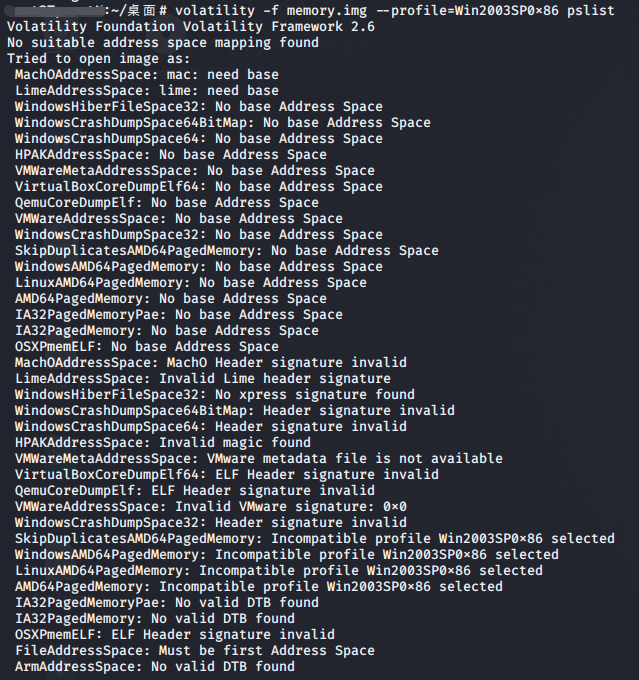 :~/桌面# volatility -f memory.img --profile=Win2003SP0×86 pslist
Volatility Foundation Volatility Framework 2.6
No suitable address space mapping found
Tried to open image as:
MachOAddressSpace: mac: need base
LimeAddressSpace: lime: need base
WindowsHiberFileSpace32: No base Address Space
WindowsCrashDumpSpace64BitMap: No base Address Space
WindowsCrashDumpSpace64: No base Address Space
HPAKAddressSpace: No base Address Space
VMWareMetaAddressSpace: No base Address Space
VirtualBoxCoreDumpElf64: No base Address Space
QemuCoreDumpElf: No base Address Space
VMWareAddressSpace: No base Address Space
WindowsCrashDumpSpace32: No base Address Space
SkipDuplicatesAMD64PagedMemory: No base Address Space
WindowsAMD64PagedMemory: No base Address Space
LinuxAMD64PagedMemory: No base Address Space
AMD64PagedMemory: No base Address Space
IA32PagedMemoryPae: No base Address Space
IA32PagedMemory: No base Address Space
OSXPmemELF: No base Address Space
MachOAddressSpace: MachO Header signature invalid
LimeAddressSpace: Invalid Lime header signature
WindowsHiberFileSpace32: No xpress signature found
WindowsCrashDumpSpace64BitMap: Header signature invalid
WindowsCrashDumpSpace64: Header signature invalid
HPAKAddressSpace: Invalid magic found
VMWareMetaAddressSpace: VMware metadata file is not available
VirtualBoxCoreDumpElf64: ELF Header signature invalid
QemuCoreDumpElf: ELF Header signature invalid
VMWareAddressSpace: Invalid VMware signature: 0×0
WindowsCrashDumpSpace32: Header signature invalid
SkipDuplicatesAMD64PagedMemory: Incompatible profile Win2003SP0×86 selected
WindowsAMD64PagedMemory: Incompatible profile Win2003SP0×86 selected
LinuxAMD64PagedMemory: Incompatible profile Win2003SP0×86 selected
AMD64PagedMemory: Incompatible profile Win2003SP0×86 selected
IA32PagedMemoryPae: No valid DTB found
IA32PagedMemory: No valid DTB found
OSXPmemELF: ELF Header signature invalid
FileAddressSpace: Must be first Address Space
ArmAddressSpace: No valid DTB found